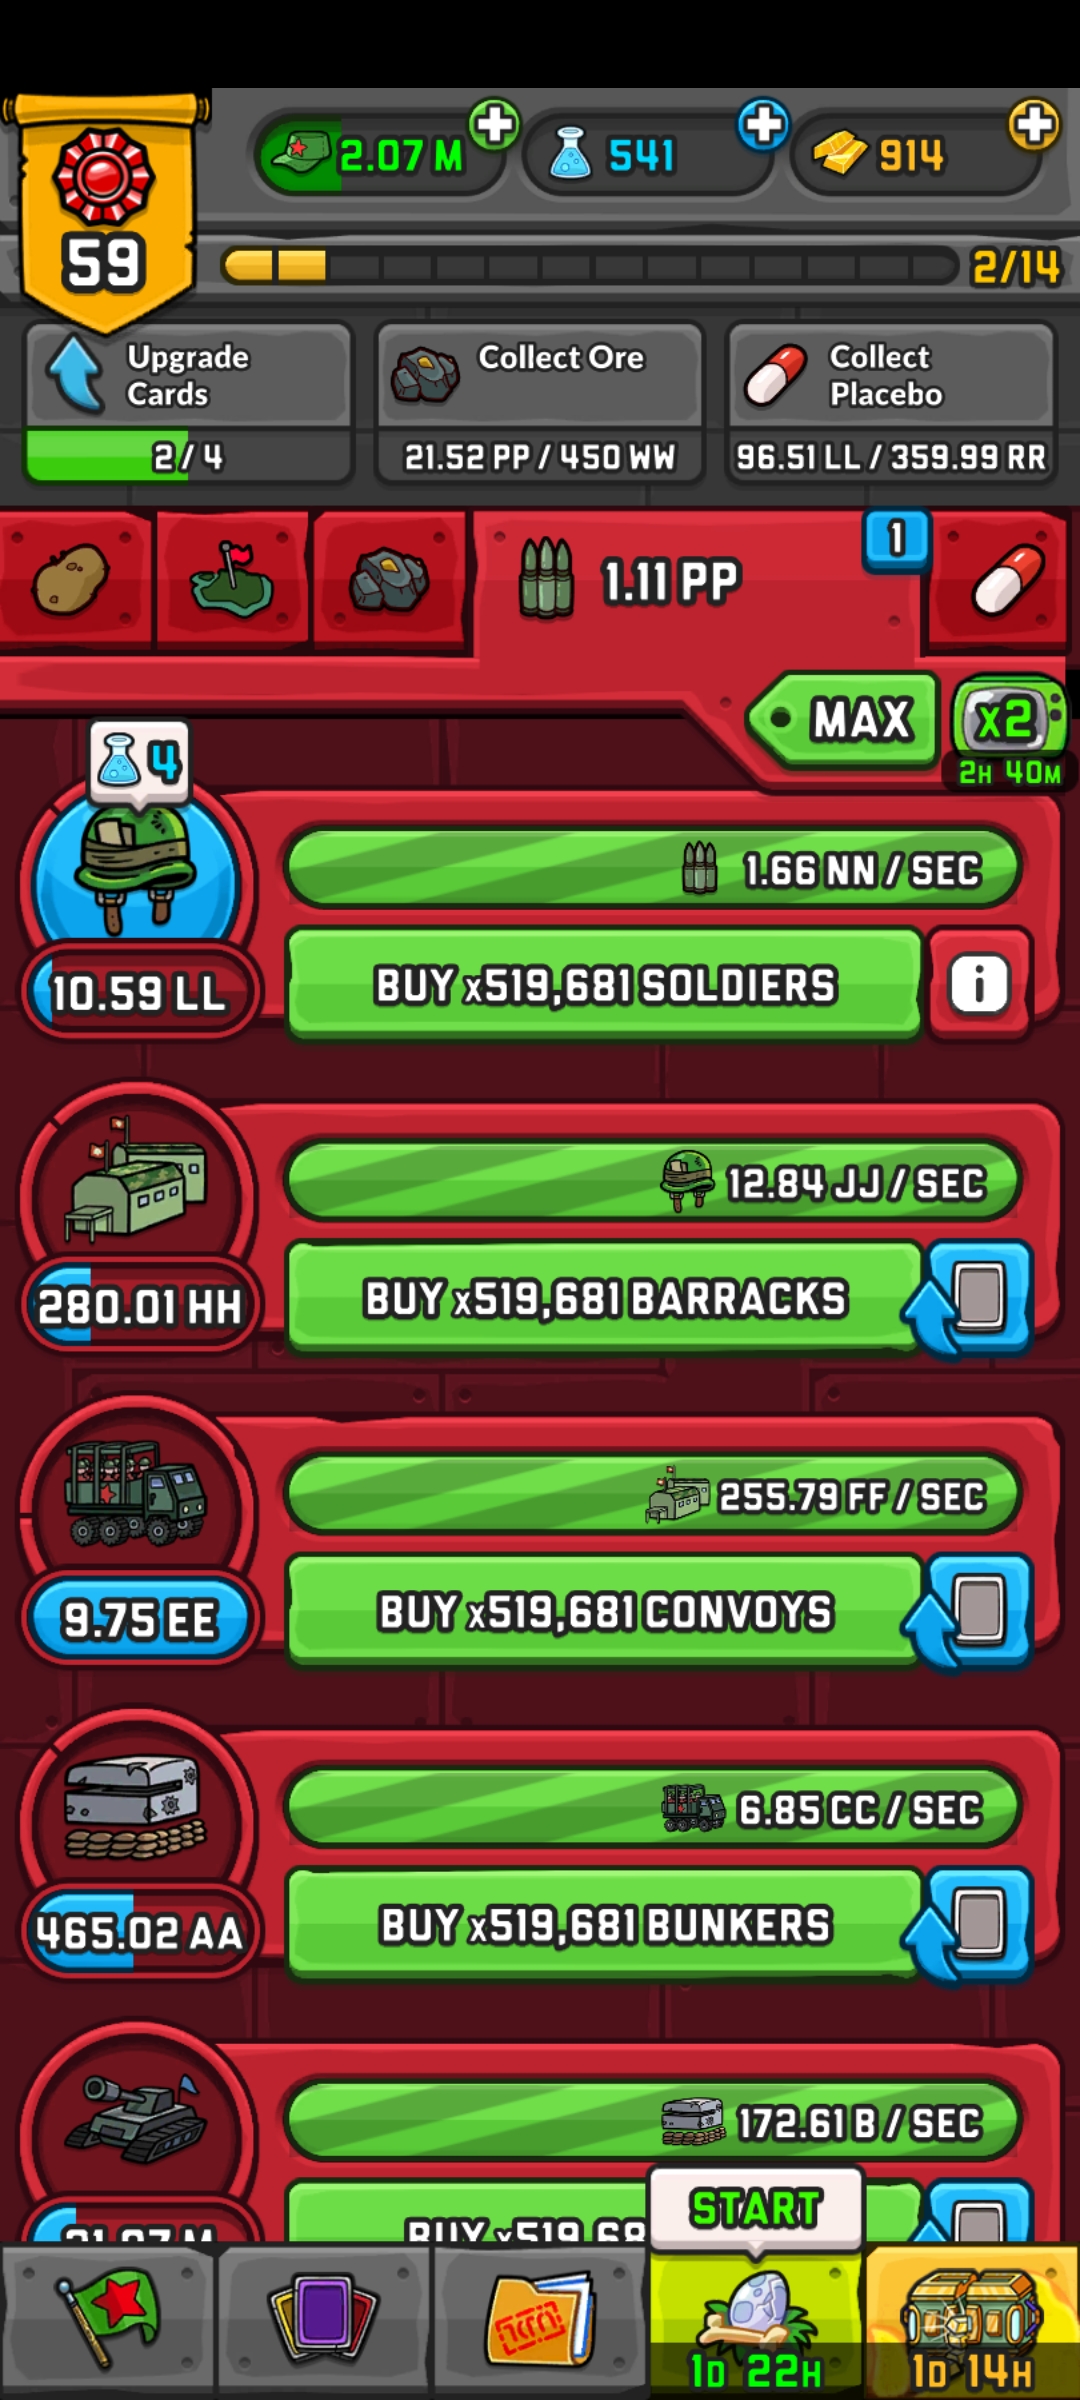 2.07 M
541
914
59
2/14
Upgrade
Cards
2/4
Collect Ore
21.52 PP / 450 WW
Collect
Placebo
96.51 LL / 359.99 RR
1.11 PP
1
MAX
x2
2H 40M
4
1.66 NN / SEC
10.59 LL
BUY x519,681 SOLDIERS
i
12.84 JJ / SEC
280.01 HH
BUY x519,681 BARRACKS
255.79 FF / SEC
9.75 EE
BUY x519,681 CONVOYS
6.85 CC / SEC
465.02 AA
BUY x519,681 BUNKERS
172.61 B / SEC
BUY x519,68
START
1D 22H
1D 14H